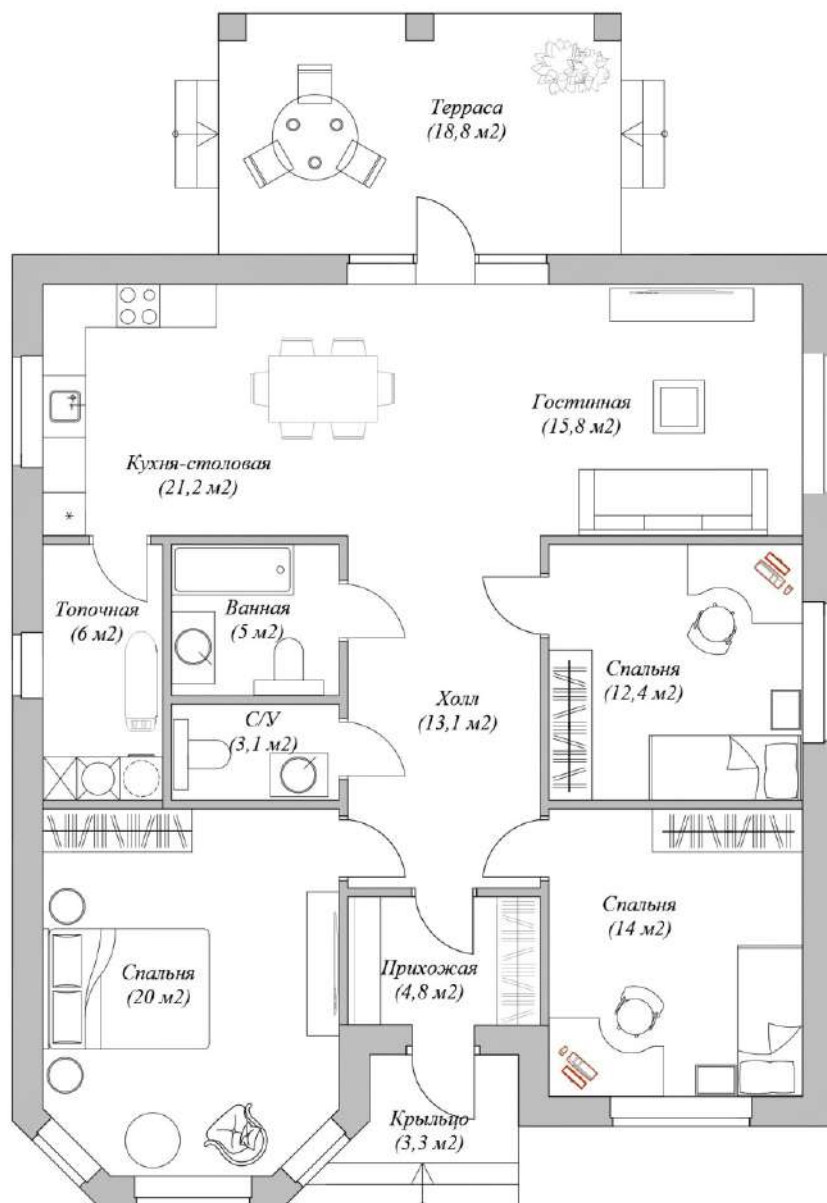 Терраса
(18,8 м2)
Гостинная
(15,8 м2)
Кухня-столовая
(21,2 м2)
Топочная
(6 м2)
Ванная
(5 м2)
Спальня
(12,4 м2)
Холл
(13,1 м2)
С/У
(3,1 м2)
Спальня
(14 м2)
Спальня
(20 м2)
Прихожая
(4,8 м2)
Крыльцо
(3,3 м2)